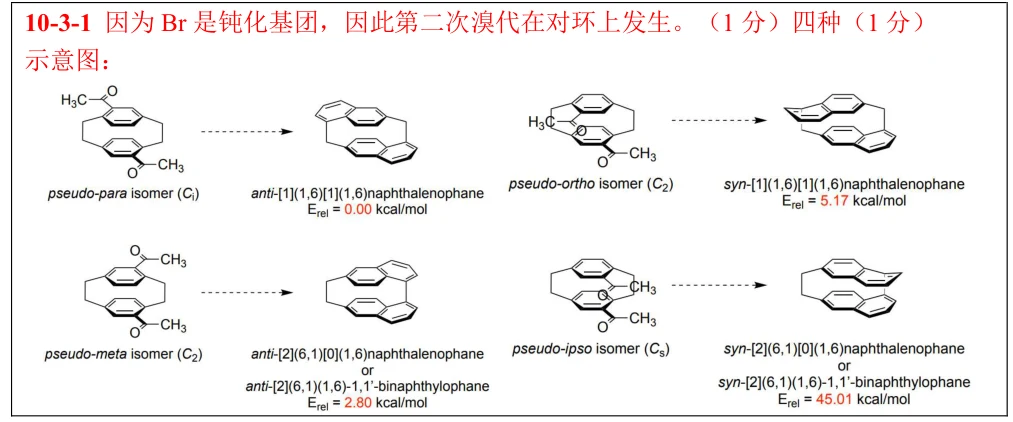 10-3-1 因为 Br 是钝化基团，因此第二次溴代在对环上发生。（1 分）四种（1 分）
示意图：
H₃C
O
O
CH₃
pseudo-para isomer (Cᵢ)
anti-[1](1,6)[1](1,6)naphthalenophane
Erel = 0.00 kcal/mol
H₃C
O
O
CH₃
pseudo-ortho isomer (C₂)
syn-[1](1,6)[1](1,6)naphthalenophane
Erel = 5.17 kcal/mol
O
CH₃
O
CH₃
pseudo-meta isomer (C₂)
anti-[2](6,1)[0](1,6)naphthalenophane
or
anti-[2](6,1)(1,6)-1,1'-binaphthylophane
Erel = 2.80 kcal/mol
O
CH₃
O
CH₃
pseudo-ipso isomer (Cₛ)
syn-[2](6,1)[0](1,6)naphthalenophane
or
syn-[2](6,1)(1,6)-1,1'-binaphthylophane
Erel = 45.01 kcal/mol